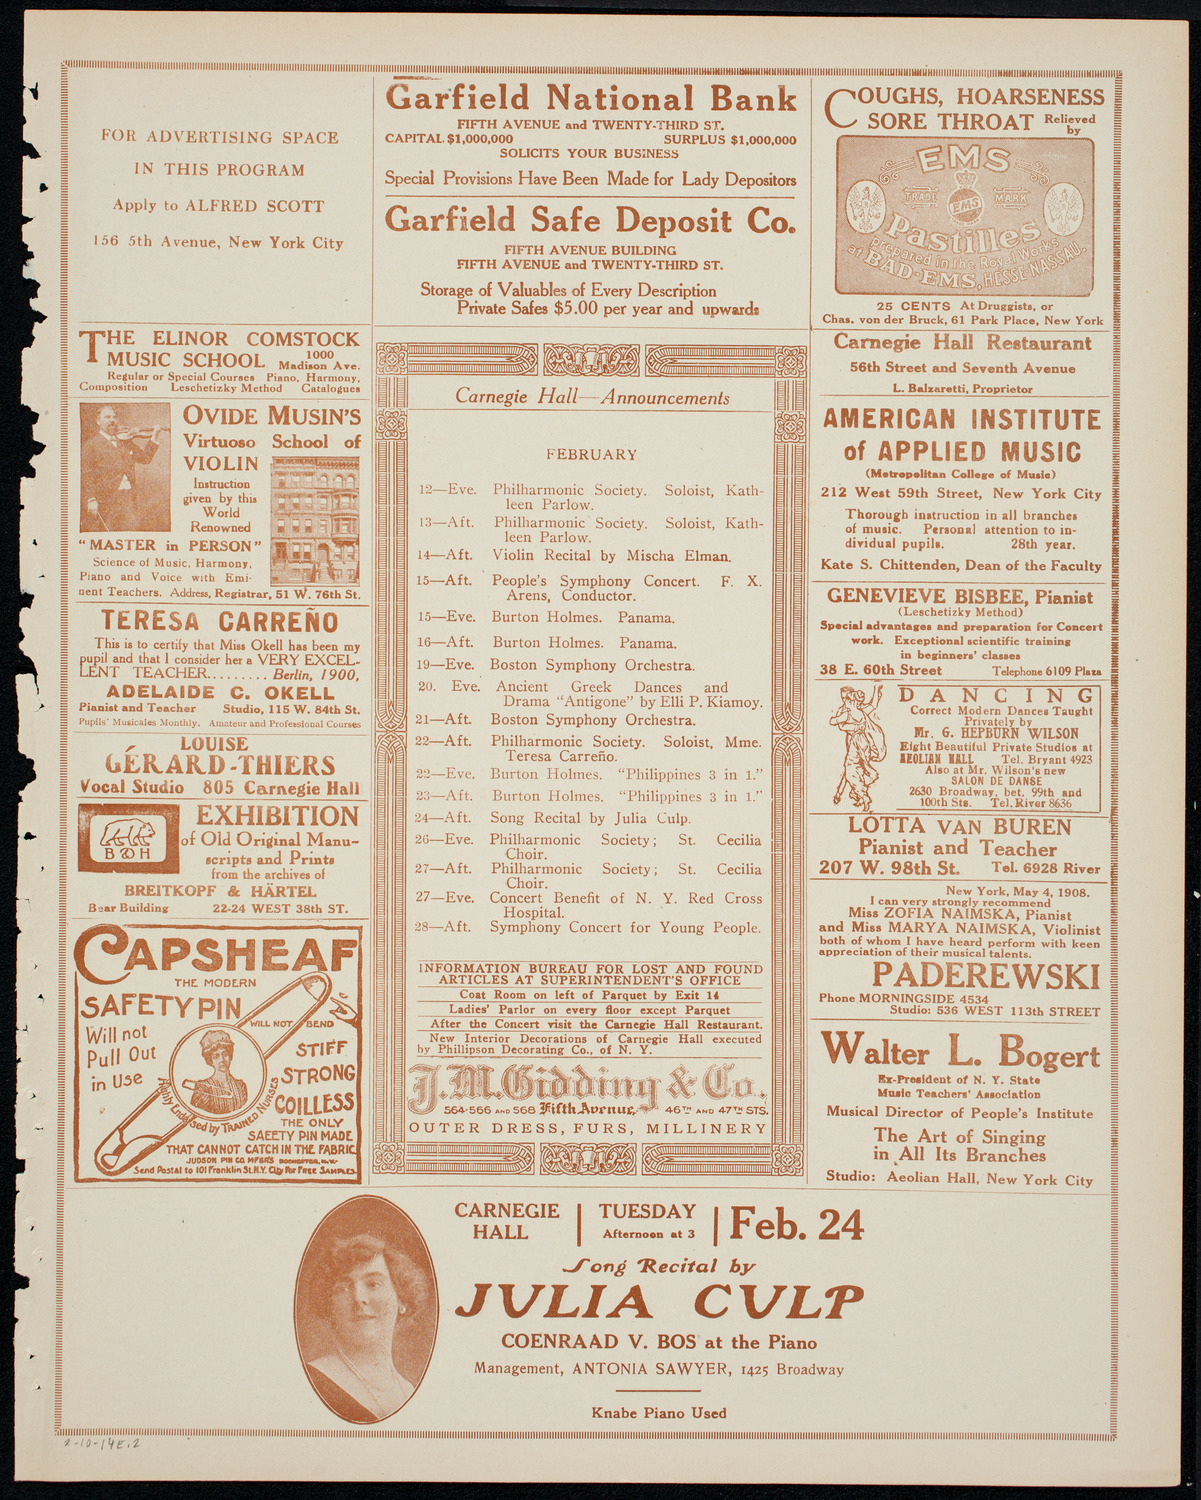 FOR ADVERTISING SPACE
IN THIS PROGRAM
Apply to ALFRED SCOTT
156 5th Avenue, New York City
THE ELINOR COMSTOCK
MUSIC SCHOOL 1000 Madison Ave.
Regular or Special Courses Piano, Harmony,
Composition Leschetizky Method Catalogues
OVIDE MUSIN'S
Virtuoso School of
VIOLIN
Instruction
given by this
World
Renowned
"MASTER in PERSON"
Science of Music, Harmony,
Piano and Voice with Emi-
nent Teachers. Address, Registrar, 51 W. 76th St.
TERESA CARREÑO
This is to certify that Miss Okell has been my
pupil and that I consider her a VERY EXCEL-
LENT TEACHER......... Berlin, 1900,
ADELAIDE C. OKELL
Pianist and Teacher Studio, 115 W. 84th St.
Pupils' Musicales Monthly. Amateur and Professional Courses
LOUISE
GÉRARD-THIERS
Vocal Studio 805 Carnegie Hall
B & H
EXHIBITION
of Old Original Manu-
scripts and Prints
from the archives of
BREITKOPF & HÄRTEL
Bear Building 22-24 WEST 38th ST.
CAPSHEAF
THE MODERN
SAFETY PIN
WILL NOT BEND
Will not
Pull Out
in Use
STIFF
STRONG
COILLESS
Highly Endorsed by TRAINED NURSES
THE ONLY
SAFETY PIN MADE
THAT CANNOT CATCH IN THE FABRIC
JUDSON PIN CO. MFGRS. ROCHESTER, N.Y.
Send Postal to 101 Franklin St. N.Y. City For FREE SAMPLES.
Garfield National Bank
FIFTH AVENUE and TWENTY-THIRD ST.
CAPITAL, $1,000,000 SURPLUS $1,000,000
SOLICITS YOUR BUSINESS
Special Provisions Have Been Made for Lady Depositors
Garfield Safe Deposit Co.
FIFTH AVENUE BUILDING
FIFTH AVENUE and TWENTY-THIRD ST.
Storage of Valuables of Every Description
Private Safes $5.00 per year and upwards
Carnegie Hall—Announcements
FEBRUARY
12—Eve. Philharmonic Society. Soloist, Kath-
leen Parlow.
13—Aft. Philharmonic Society. Soloist, Kath-
leen Parlow.
14—Aft. Violin Recital by Mischa Elman.
15—Aft. People's Symphony Concert. F. X.
Arens, Conductor.
15—Eve. Burton Holmes. Panama.
16—Aft. Burton Holmes. Panama.
19—Eve. Boston Symphony Orchestra.
20. Eve. Ancient Greek Dances and
Drama "Antigone" by Elli P. Kiamoy.
21—Aft. Boston Symphony Orchestra.
22—Aft. Philharmonic Society. Soloist, Mme.
Teresa Carreño.
22—Eve. Burton Holmes. "Philippines 3 in 1."
23—Aft. Burton Holmes. "Philippines 3 in 1."
24—Aft. Song Recital by Julia Culp.
26—Eve. Philharmonic Society; St. Cecilia
Choir.
27—Aft. Philharmonic Society; St. Cecilia
Choir.
27—Eve. Concert Benefit of N. Y. Red Cross
Hospital.
28—Aft. Symphony Concert for Young People.
INFORMATION BUREAU FOR LOST AND FOUND
ARTICLES AT SUPERINTENDENT'S OFFICE
Coat Room on left of Parquet by Exit 14
Ladies' Parlor on every floor except Parquet
After the Concert visit the Carnegie Hall Restaurant.
New Interior Decorations of Carnegie Hall executed
by Phillipson Decorating Co., of N. Y.
J. M. Gidding & Co.
564-566 AND 568 Fifth Avenue, 46TH AND 47TH STS.
OUTER DRESS, FURS, MILLINERY
COUGHS, HOARSENESS
SORE THROAT Relieved by
EMS
TRADE EMS MARK
Pastilles
prepared in the Royal Works
at BAD-EMS, HESSE-NASSAU.
25 CENTS At Druggists, or
Chas. von der Bruck, 61 Park Place, New York
Carnegie Hall Restaurant
56th Street and Seventh Avenue
L. Balzaretti, Proprietor
AMERICAN INSTITUTE
of APPLIED MUSIC
(Metropolitan College of Music)
212 West 59th Street, New York City
Thorough instruction in all branches
of music. Personal attention to in-
dividual pupils. 28th year.
Kate S. Chittenden, Dean of the Faculty
GENEVIEVE BISBEE, Pianist
(Leschetizky Method)
Special advantages and preparation for Concert
work. Exceptional scientific training
in beginners' classes
38 E. 60th Street Telephone 6109 Plaza
DANCING
Correct Modern Dances Taught
Privately by
Mr. G. HEPBURN WILSON
Eight Beautiful Private Studios at
AEOLIAN HALL Tel. Bryant 4923
Also at Mr. Wilson's new
SALON DE DANSE
2630 Broadway, bet. 99th and
100th Sts. Tel. River 8636
LOTTA VAN BUREN
Pianist and Teacher
207 W. 98th St. Tel. 6928 River
New York, May 4, 1908.
I can very strongly recommend
Miss ZOFIA NAIMSKA, Pianist
and Miss MARYA NAIMSKA, Violinist
both of whom I have heard perform with keen
appreciation of their musical talents.
PADEREWSKI
Phone MORNINGSIDE 4534
Studio: 536 WEST 113th STREET
Walter L. Bogert
Ex-President of N. Y. State
Music Teachers' Association
Musical Director of People's Institute
The Art of Singing
in All Its Branches
Studio: Aeolian Hall, New York City
CARNEGIE HALL | TUESDAY Afternoon at 3 | Feb. 24
Song Recital by
JULIA CULP
COENRAAD V. BOS at the Piano
Management, ANTONIA SAWYER, 1425 Broadway
Knabe Piano Used
2-10-14E.2